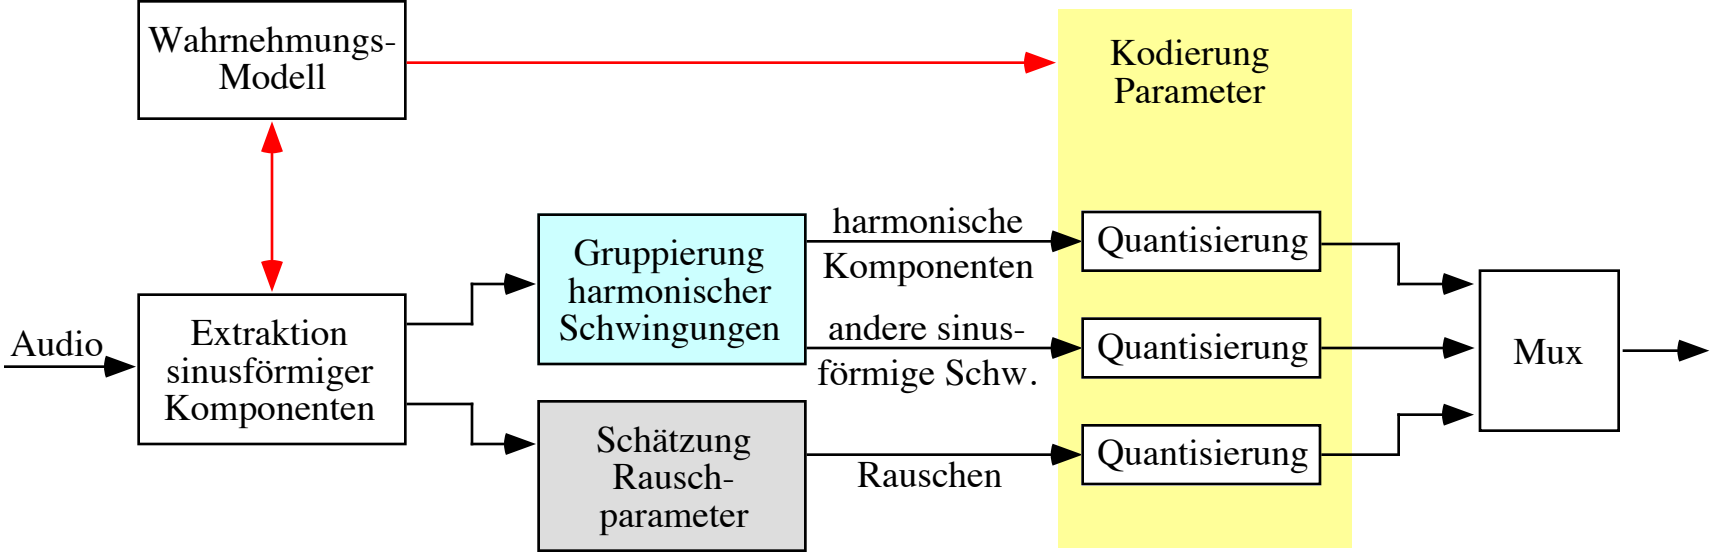 Wahrnehmungs-
Modell
Kodierung
Parameter
Audio
Extraktion
sinusförmiger
Komponenten
Gruppierung
harmonischer
Schwingungen
harmonische
Komponenten
andere sinus-
förmige Schw.
Schätzung
Rausch-
parameter
Rauschen
Quantisierung
Quantisierung
Quantisierung
Mux